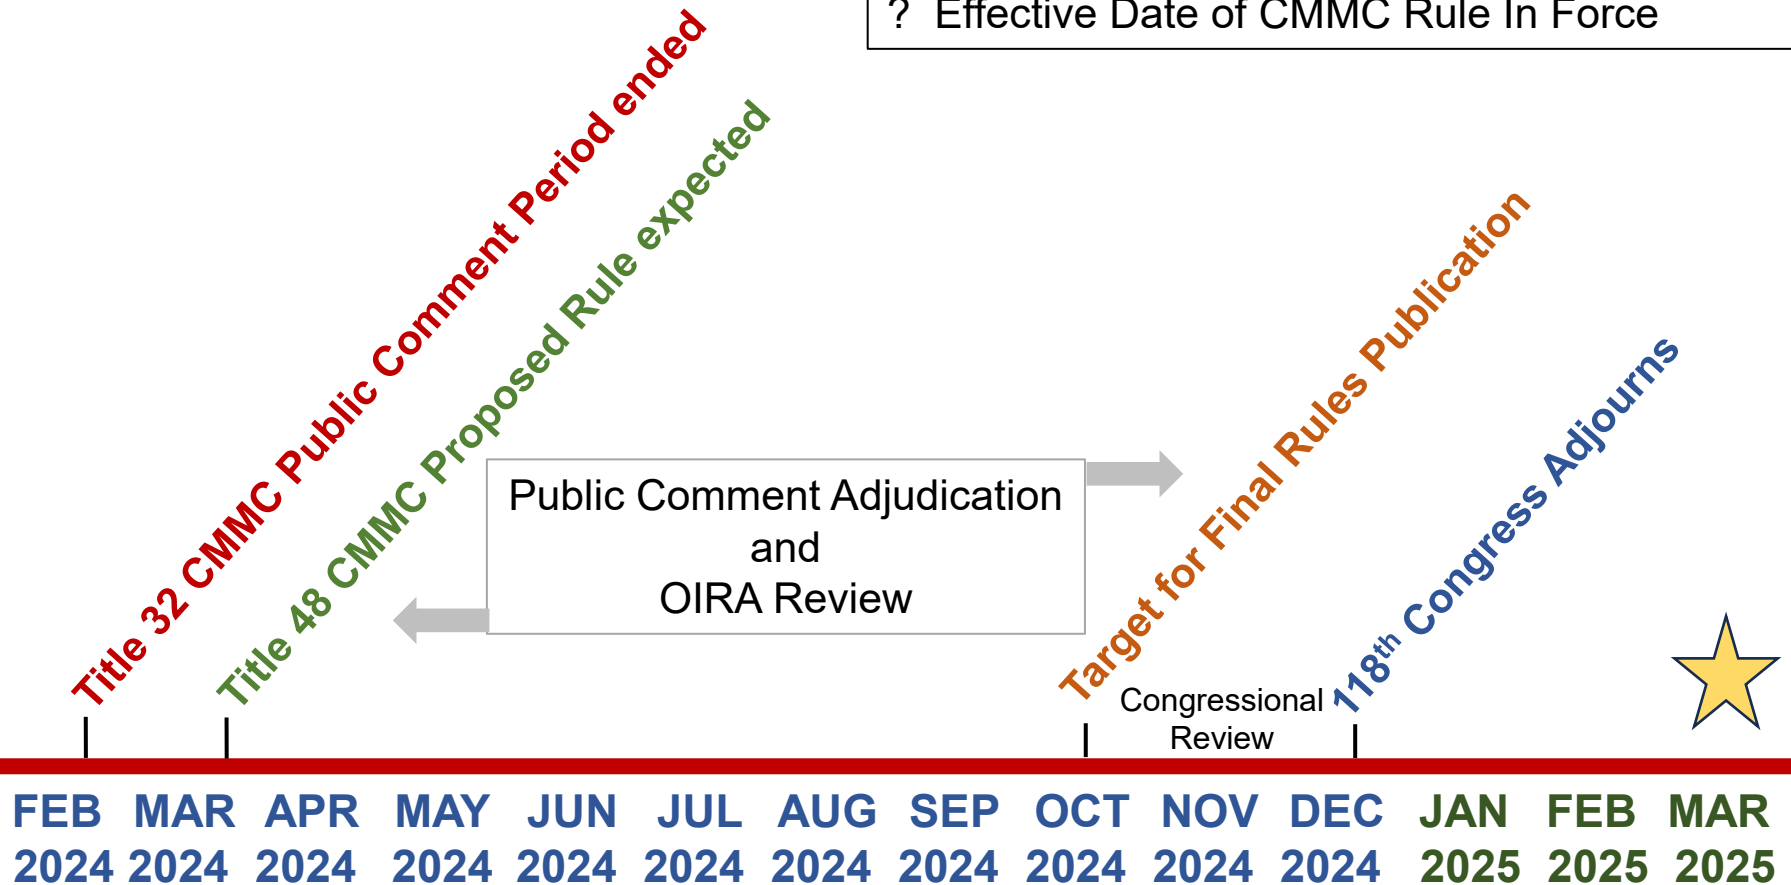 ? Effective Date of CMMC Rule In Force
Title 32 CMMC Public Comment Period ended
Title 48 CMMC Proposed Rule expected
Public Comment Adjudication
and
OIRA Review
Target for Final Rules Publication
Congressional
Review
118th Congress Adjourns
FEB MAR APR MAY JUN JUL AUG SEP OCT NOV DEC JAN FEB MAR
2024 2024 2024 2024 2024 2024 2024 2024 2024 2024 2024 2025 2025 2025